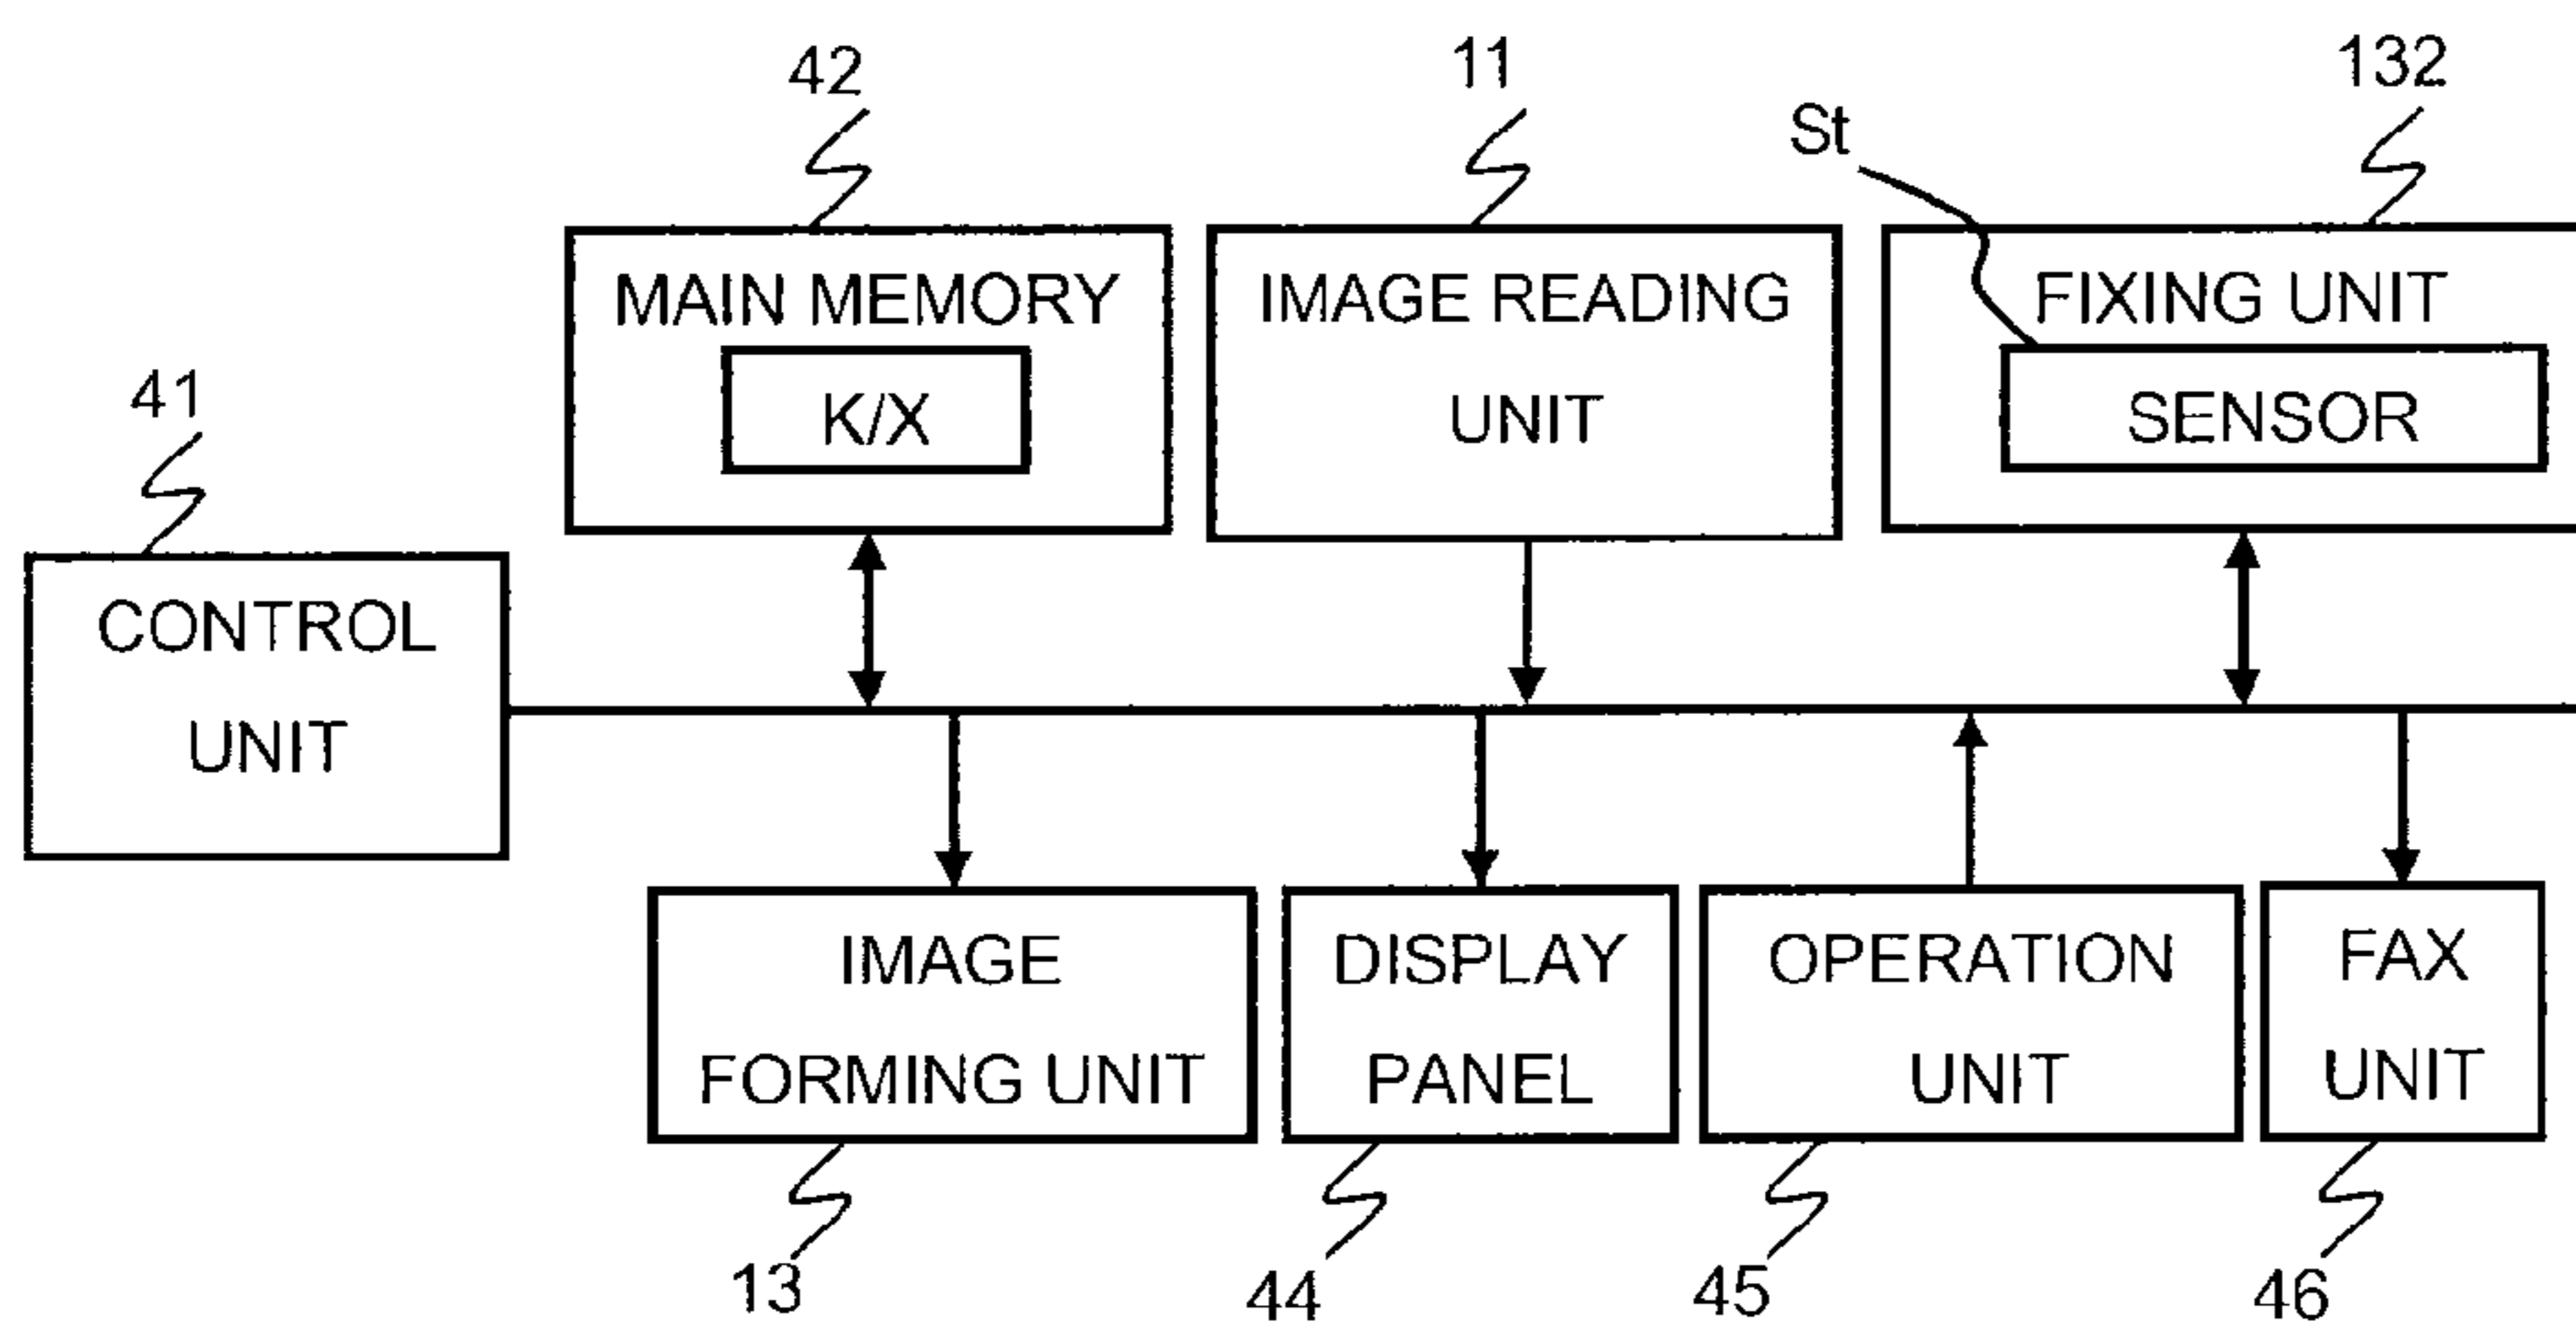 42
11
132
St
MAIN MEMORY
K/X
IMAGE READING
UNIT
FIXING UNIT
SENSOR
41
CONTROL
UNIT
IMAGE
FORMING UNIT
DISPLAY
PANEL
OPERATION
UNIT
FAX
UNIT
13
44
45
46